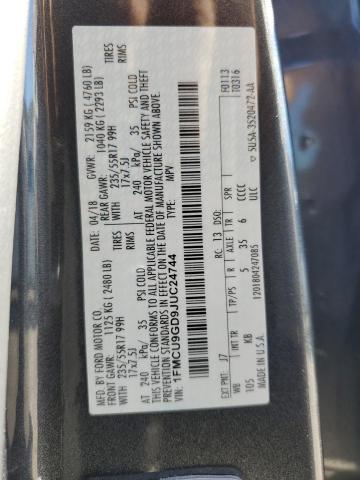 MFD. BY FORD MOTOR CO.
DATE: 04/18 GVWR: 2159 KG ( 4760 LB)
FRONT GAWR: 1125 KG ( 2480 LB) REAR GAWR: 1040 KG ( 2293 LB)
235/55R17 99H TIRES WITH 235/55R17 99H TIRES
17x7.5J RIMS 17x7.5J RIMS
AT 240 kPa/ 35 PSI COLD AT 240 kPa/ 35 PSI COLD
THIS VEHICLE CONFORMS TO ALL APPLICABLE FEDERAL MOTOR VEHICLE SAFETY AND THEFT
PREVENTION STANDARDS IN EFFECT ON THE DATE OF MANUFACTURE SHOWN ABOVE.
VIN: 1FMCU9GD9JUC24744
TYPE: MPV
F0113
T0316
EXT PNT: J7 RC: 13 DSO:
WB INT TR TP/PS R AXLE TR SPR
105 KB 5 35 6 CCCC
ULC
1201804247085
MADE IN U.S.A. ▽ SU5A-3520472-AA